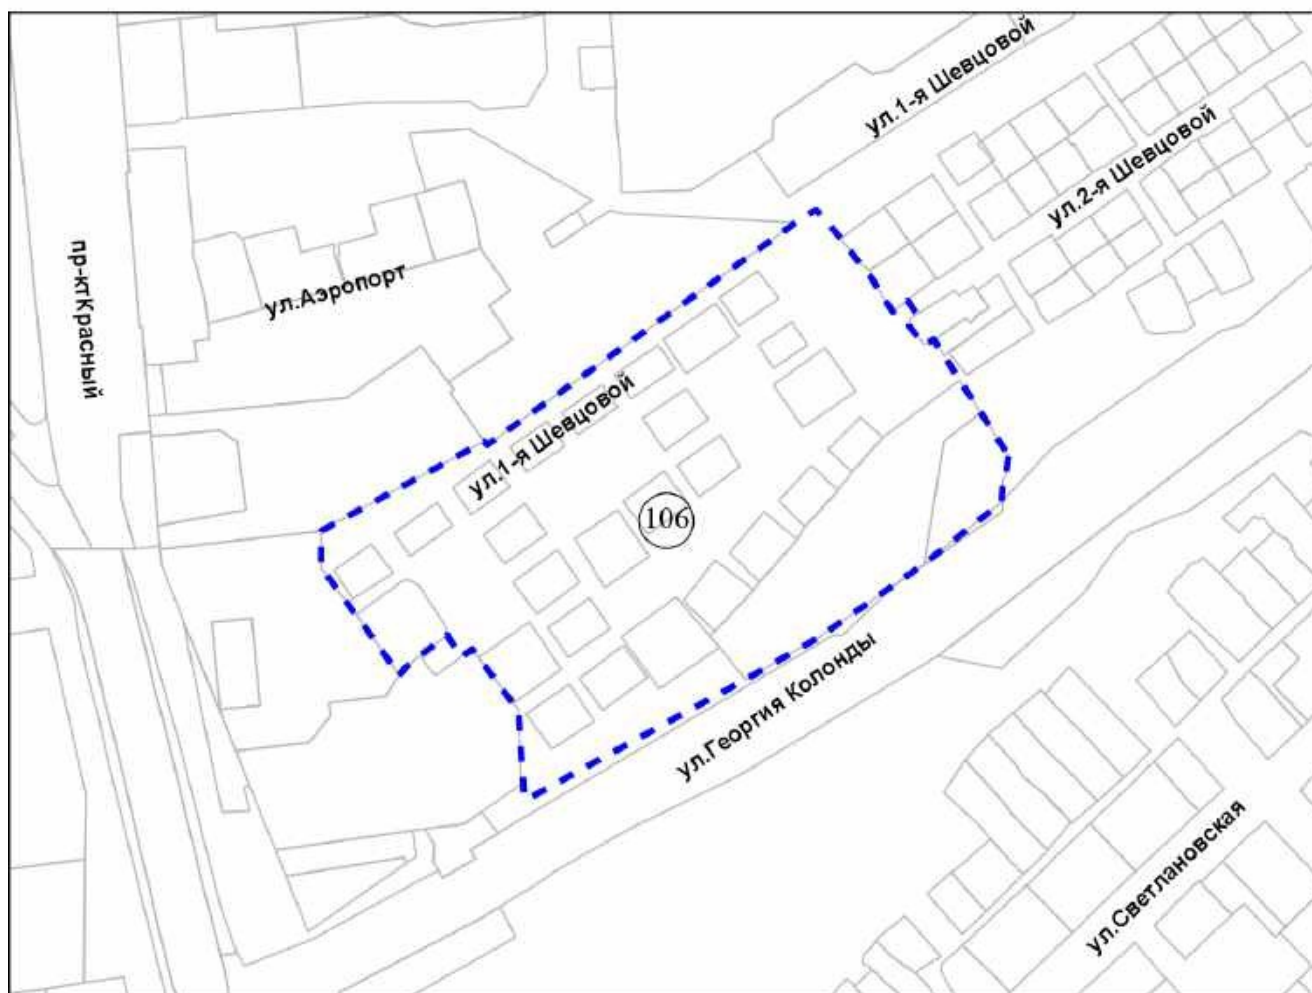 ул.1-я Шевцовой
ул.2-я Шевцовой
пр-кт Красный
ул.Аэропорт
ул.1-я Шевцовой
106
ул.Георгия Колонды
ул.Светлановская